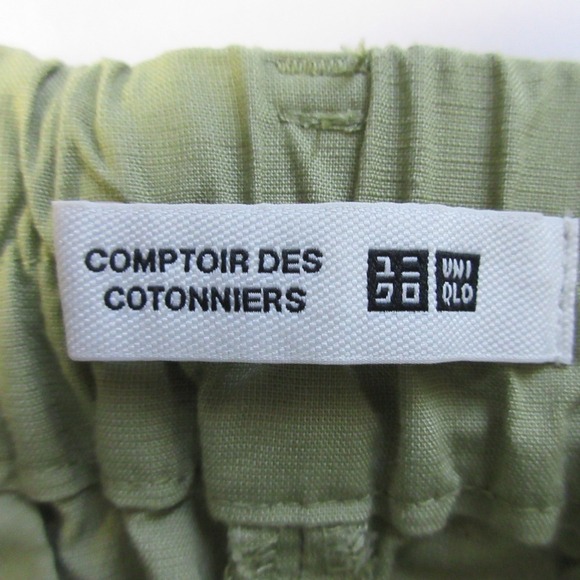 COMPTOIR DES
COTONNIERS
ユニ
クロ
UNI
QLO